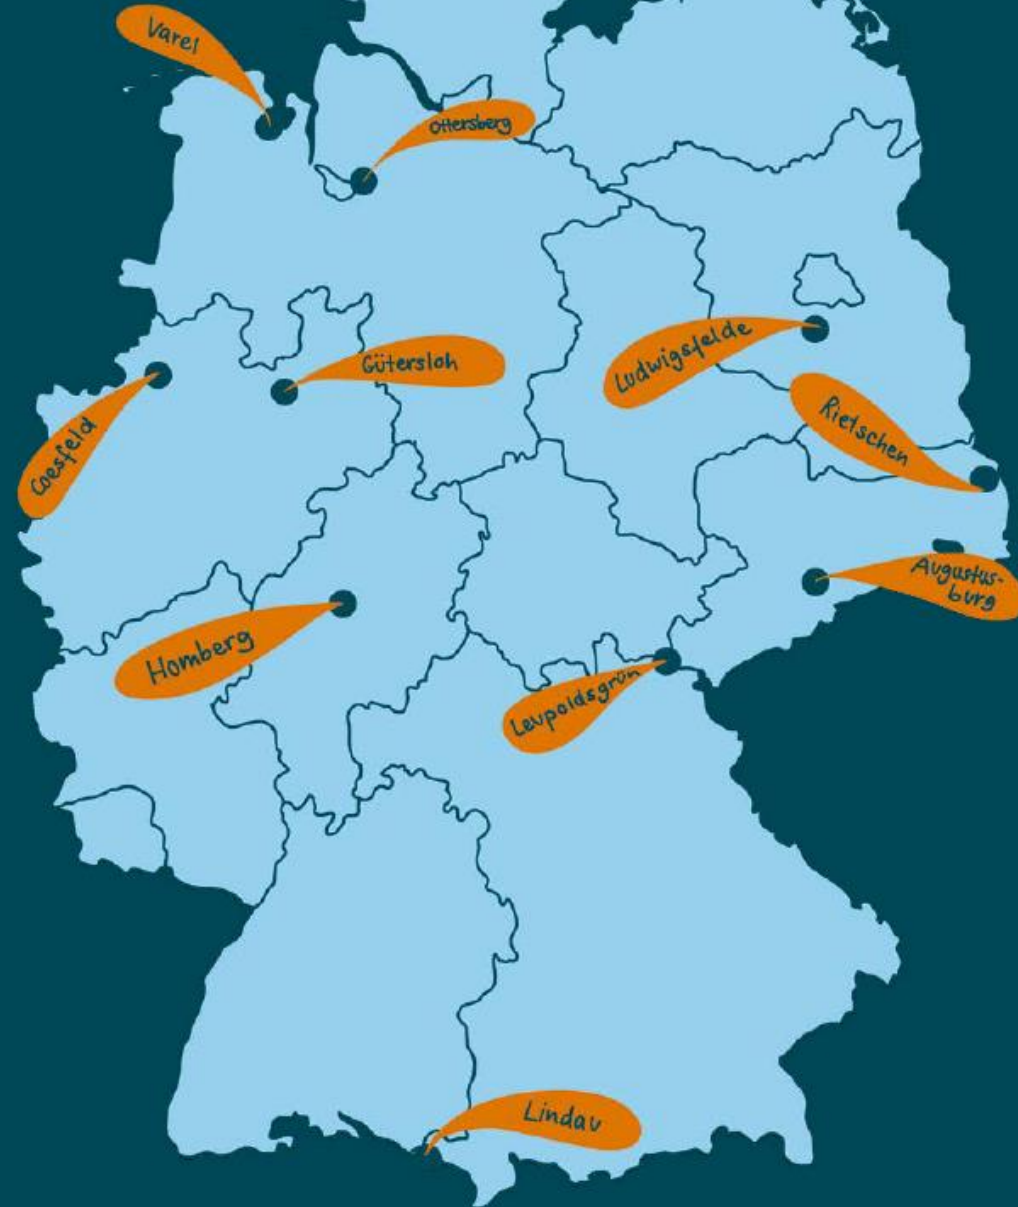 Varel
Ottersberg
Ludwigsfelde
Gütersloh
Rietschen
Coesfeld
Augustus-
burg
Homberg
Leupoldsgrün
Lindau